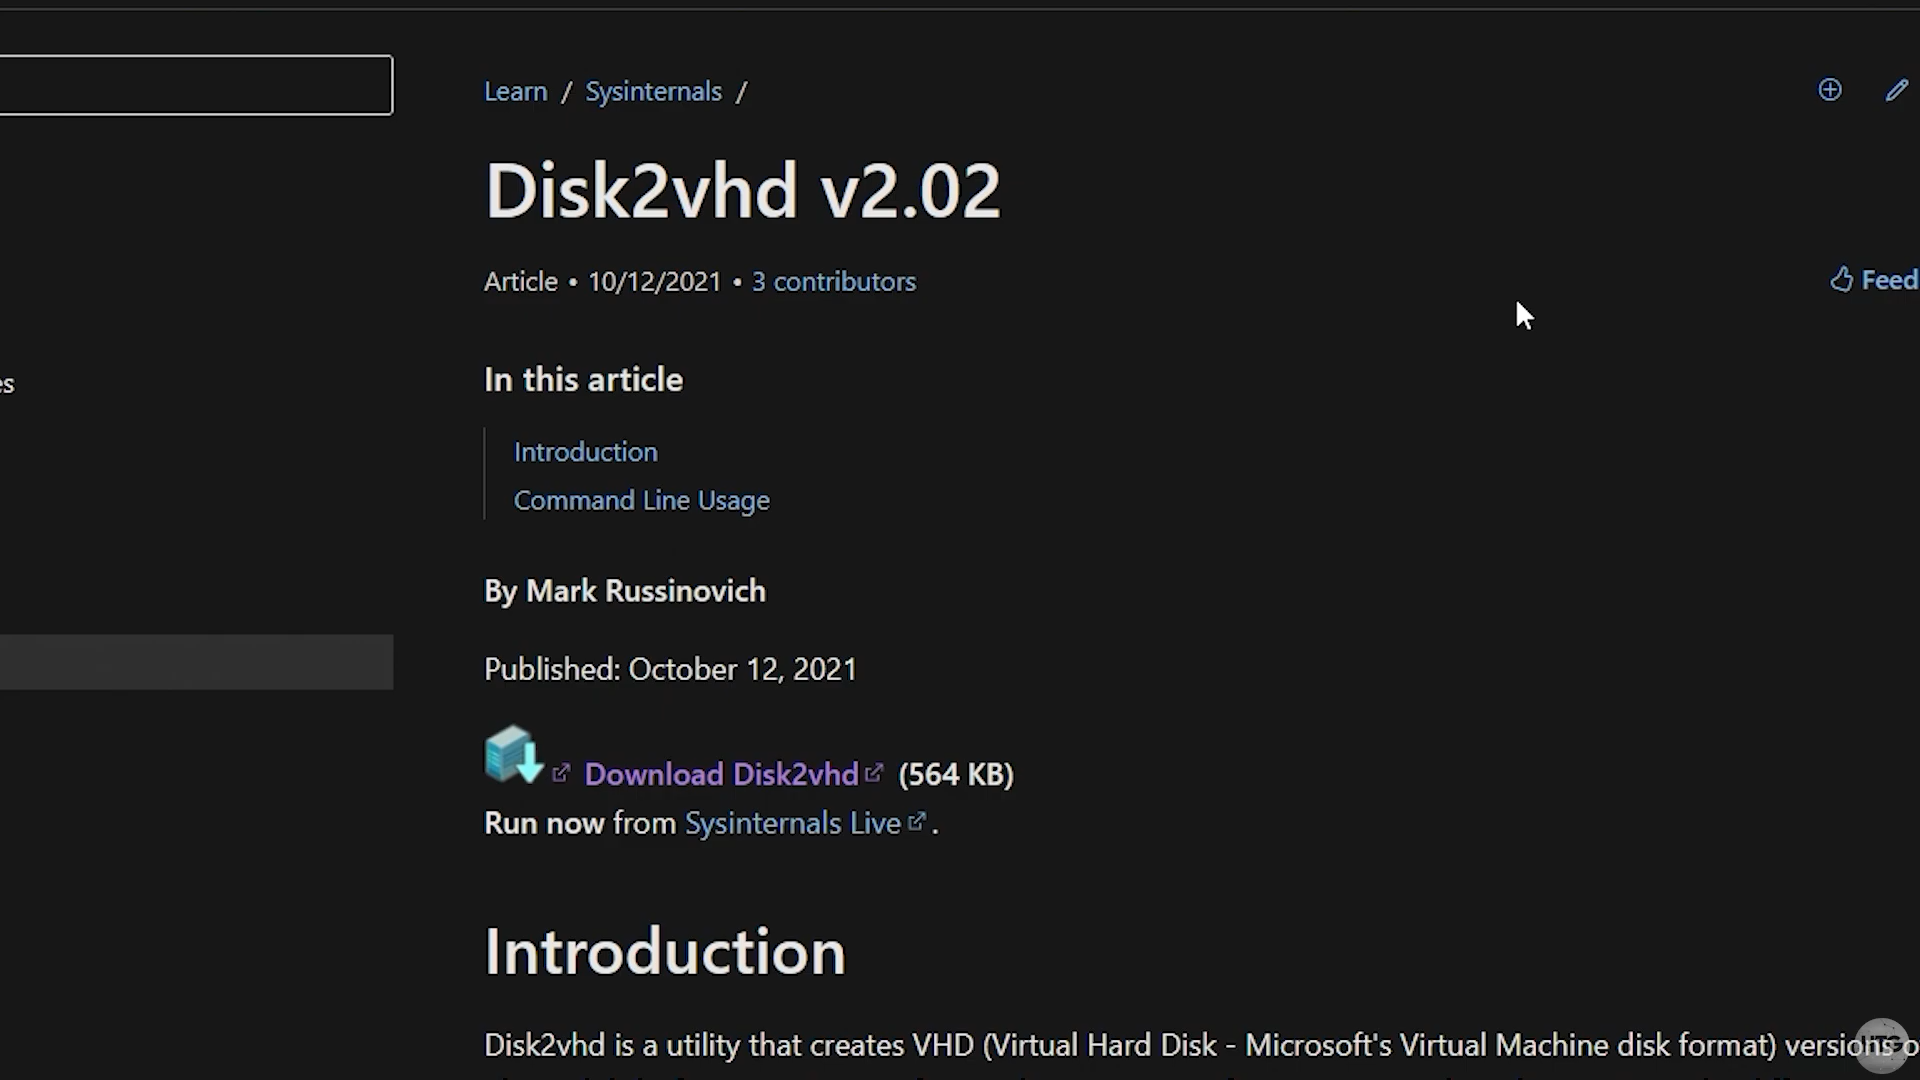 Learn / Sysinternals /
Disk2vhd v2.02
Article • 10/12/2021 • 3 contributors
Feed
In this article
es
Introduction
Command Line Usage
By Mark Russinovich
Published: October 12, 2021
Download Disk2vhd (564 KB)
Run now from Sysinternals Live.
Introduction
Disk2vhd is a utility that creates VHD (Virtual Hard Disk - Microsoft's Virtual Machine disk format) versions o